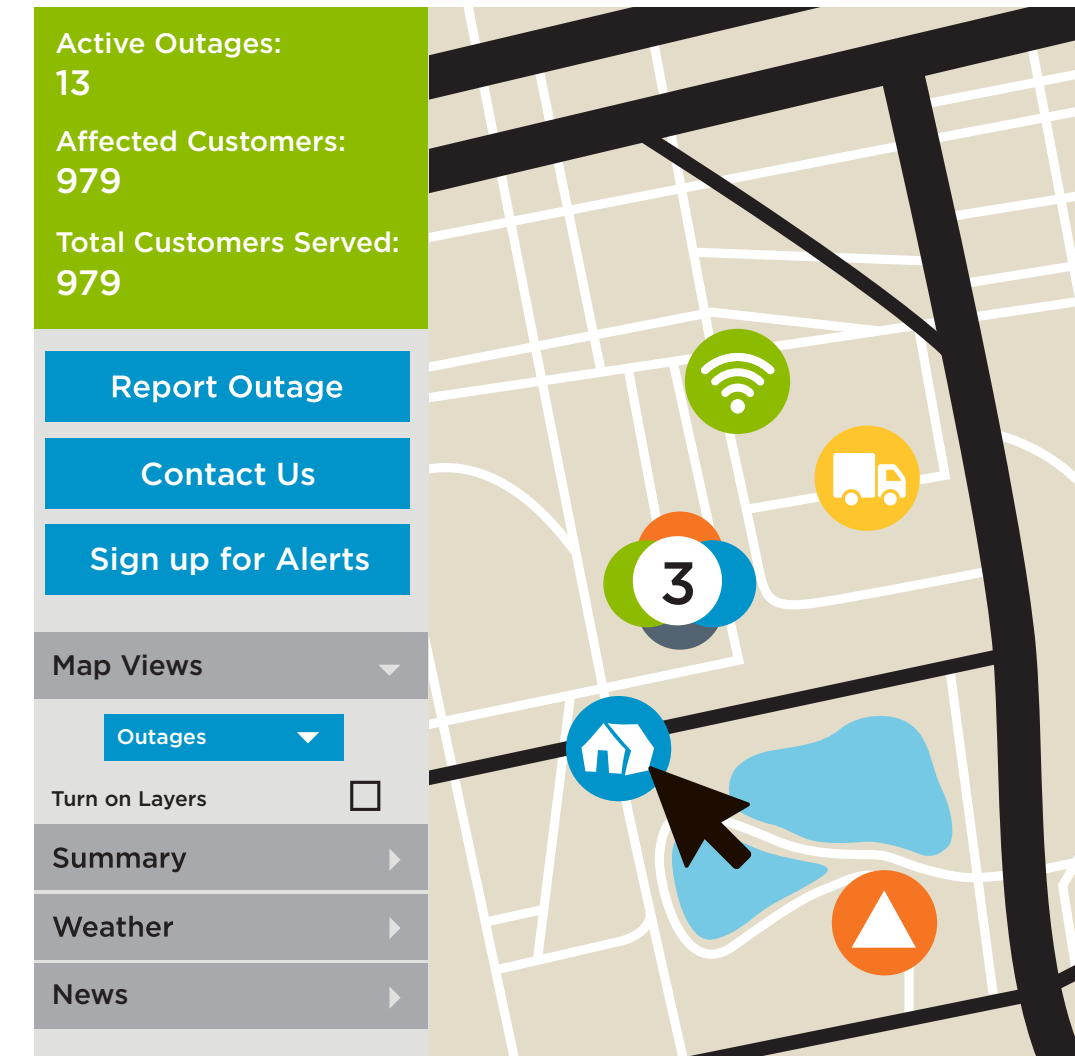 Active Outages:
13
Affected Customers:
979
Total Customers Served:
979
Report Outage
Contact Us
Sign up for Alerts
Map Views
Outages
Turn on Layers
Summary
Weather
News
3